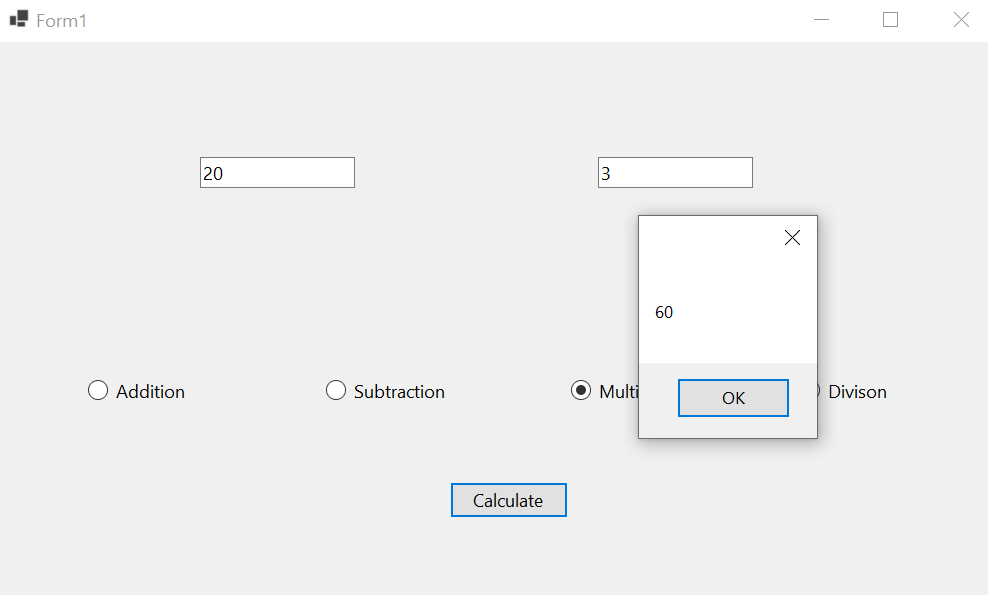 Form1
20 3
60
Addition Subtraction Multi Divison
OK
Calculate